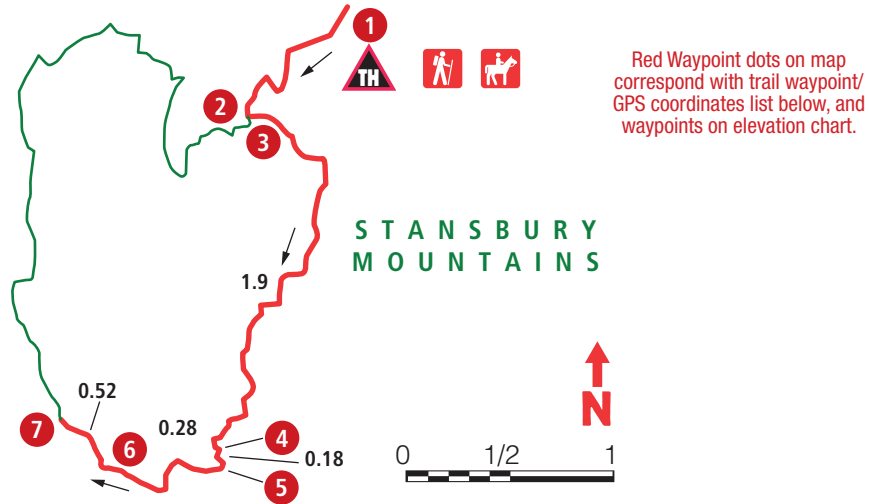 1
TH
Red Waypoint dots on map
correspond with trail waypoint/
GPS coordinates list below, and
waypoints on elevation chart.
2
3
STANSBURY
MOUNTAINS
1.9
0.52
0.28
7
6
4
0.18
5
N
0 1/2 1